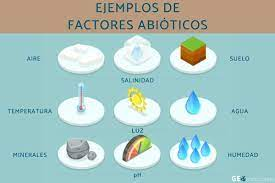 EJEMPLOS DE
FACTORES ABIÓTICOS
AIRE
SUELO
SALINIDAD
TEMPERATURA
AGUA
LUZ
MINERALES
HUMEDAD
pH